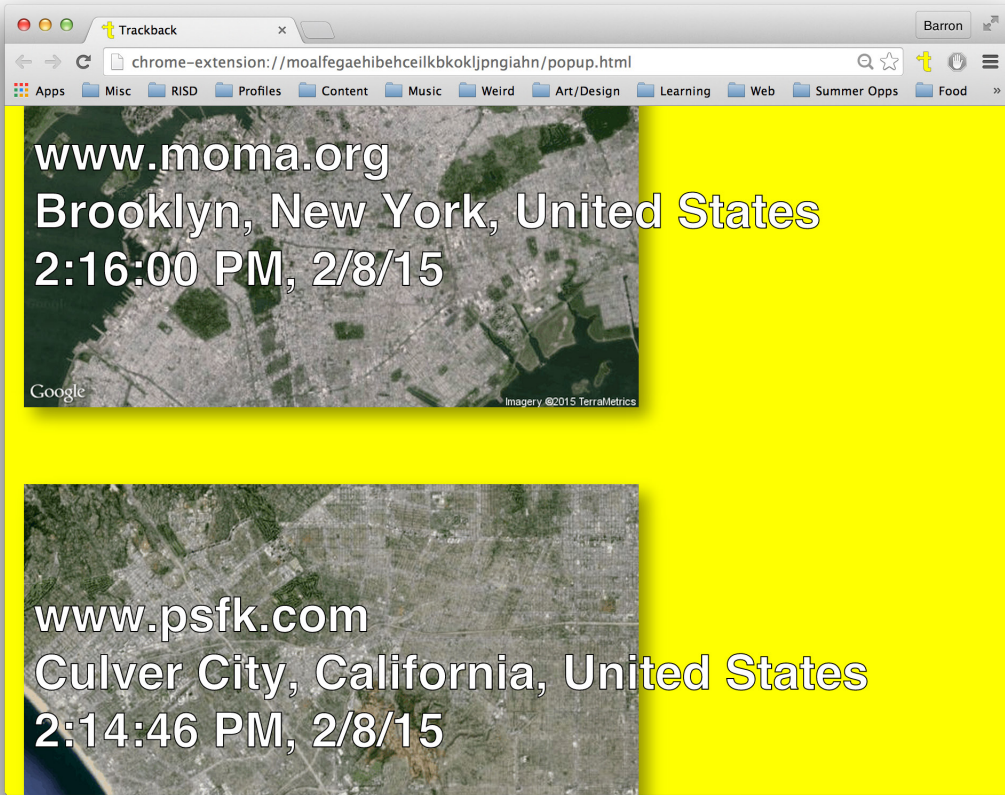 t Trackback
Barron
chrome-extension://moalfegaehibehceilkbkokljpngiahn/popup.html
t
Apps Misc RISD Profiles Content Music Weird Art/Design Learning Web Summer Opps Food »
www.moma.org
Brooklyn, New York, United States
2:16:00 PM, 2/8/15
Google
Imagery ©2015 TerraMetrics
www.psfk.com
Culver City, California, United States
2:14:46 PM, 2/8/15